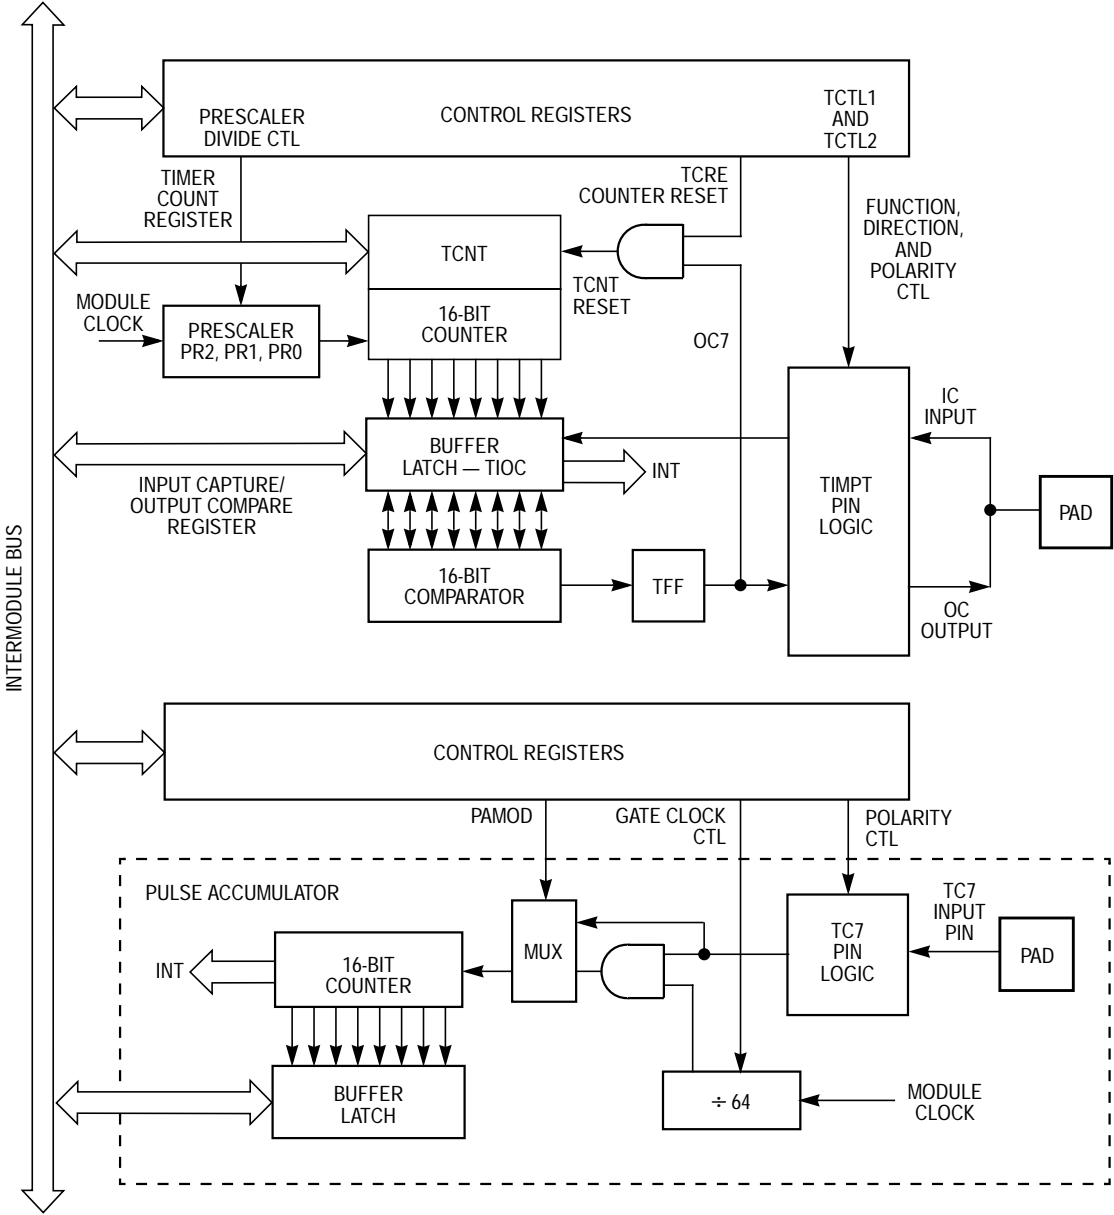 INTERMODULE BUS
PRESCALER
DIVIDE CTL
CONTROL REGISTERS
TCTL1
AND
TCTL2
TIMER
COUNT
REGISTER
TCRE
COUNTER RESET
FUNCTION,
DIRECTION,
AND
POLARITY
CTL
TCNT
TCNT
RESET
MODULE
CLOCK
PRESCALER
PR2, PR1, PR0
16-BIT
COUNTER
OC7
IC
INPUT
BUFFER
LATCH — TIOC
INT
INPUT CAPTURE/
OUTPUT COMPARE
REGISTER
TIMPT
PIN
LOGIC
PAD
16-BIT
COMPARATOR
TFF
OC
OUTPUT
CONTROL REGISTERS
PAMOD
GATE CLOCK
CTL
POLARITY
CTL
PULSE ACCUMULATOR
TC7
INPUT
PIN
MUX
TC7
PIN
LOGIC
PAD
INT
16-BIT
COUNTER
BUFFER
LATCH
÷ 64
MODULE
CLOCK